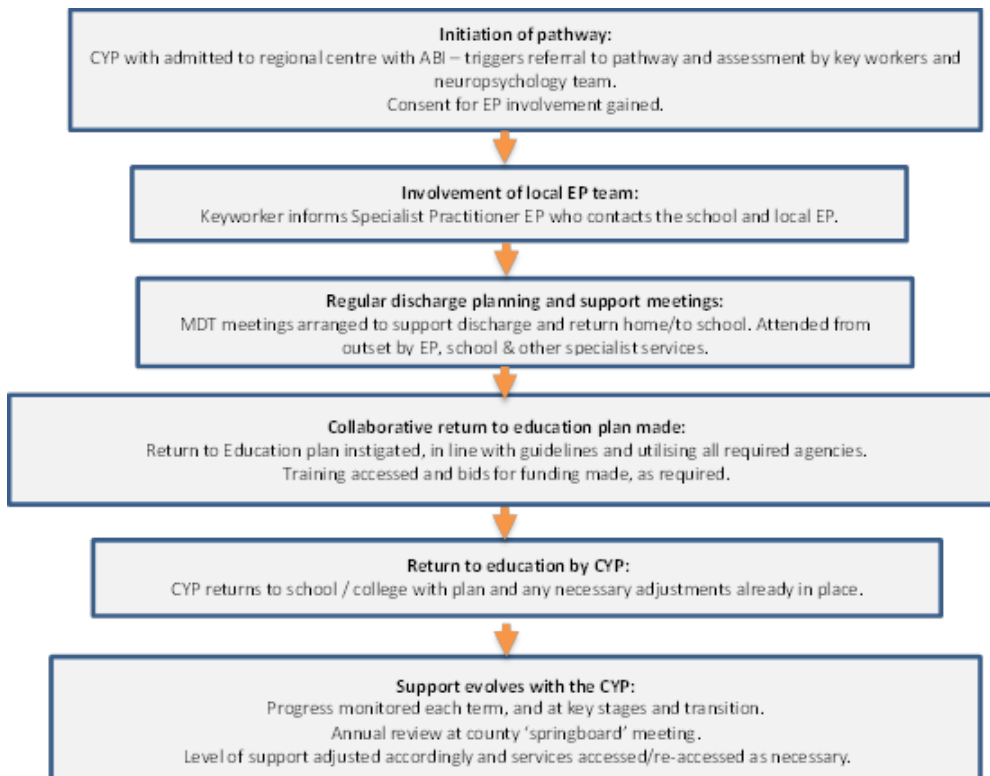 Initiation of pathway:
CYP with admitted to regional centre with ABI – triggers referral to pathway and assessment by key workers and
neuropsychology team.
Consent for EP involvement gained.
Involvement of local EP team:
Keyworker informs Specialist Practitioner EP who contacts the school and local EP.
Regular discharge planning and support meetings:
MDT meetings arranged to support discharge and return home/to school. Attended from
outset by EP, school & other specialist services.
Collaborative return to education plan made:
Return to Education plan instigated, in line with guidelines and utilising all required agencies.
Training accessed and bids for funding made, as required.
Return to education by CYP:
CYP returns to school / college with plan and any necessary adjustments already in place.
Support evolves with the CYP:
Progress monitored each term, and at key stages and transition.
Annual review at county ‘springboard’ meeting.
Level of support adjusted accordingly and services accessed/re-accessed as necessary.